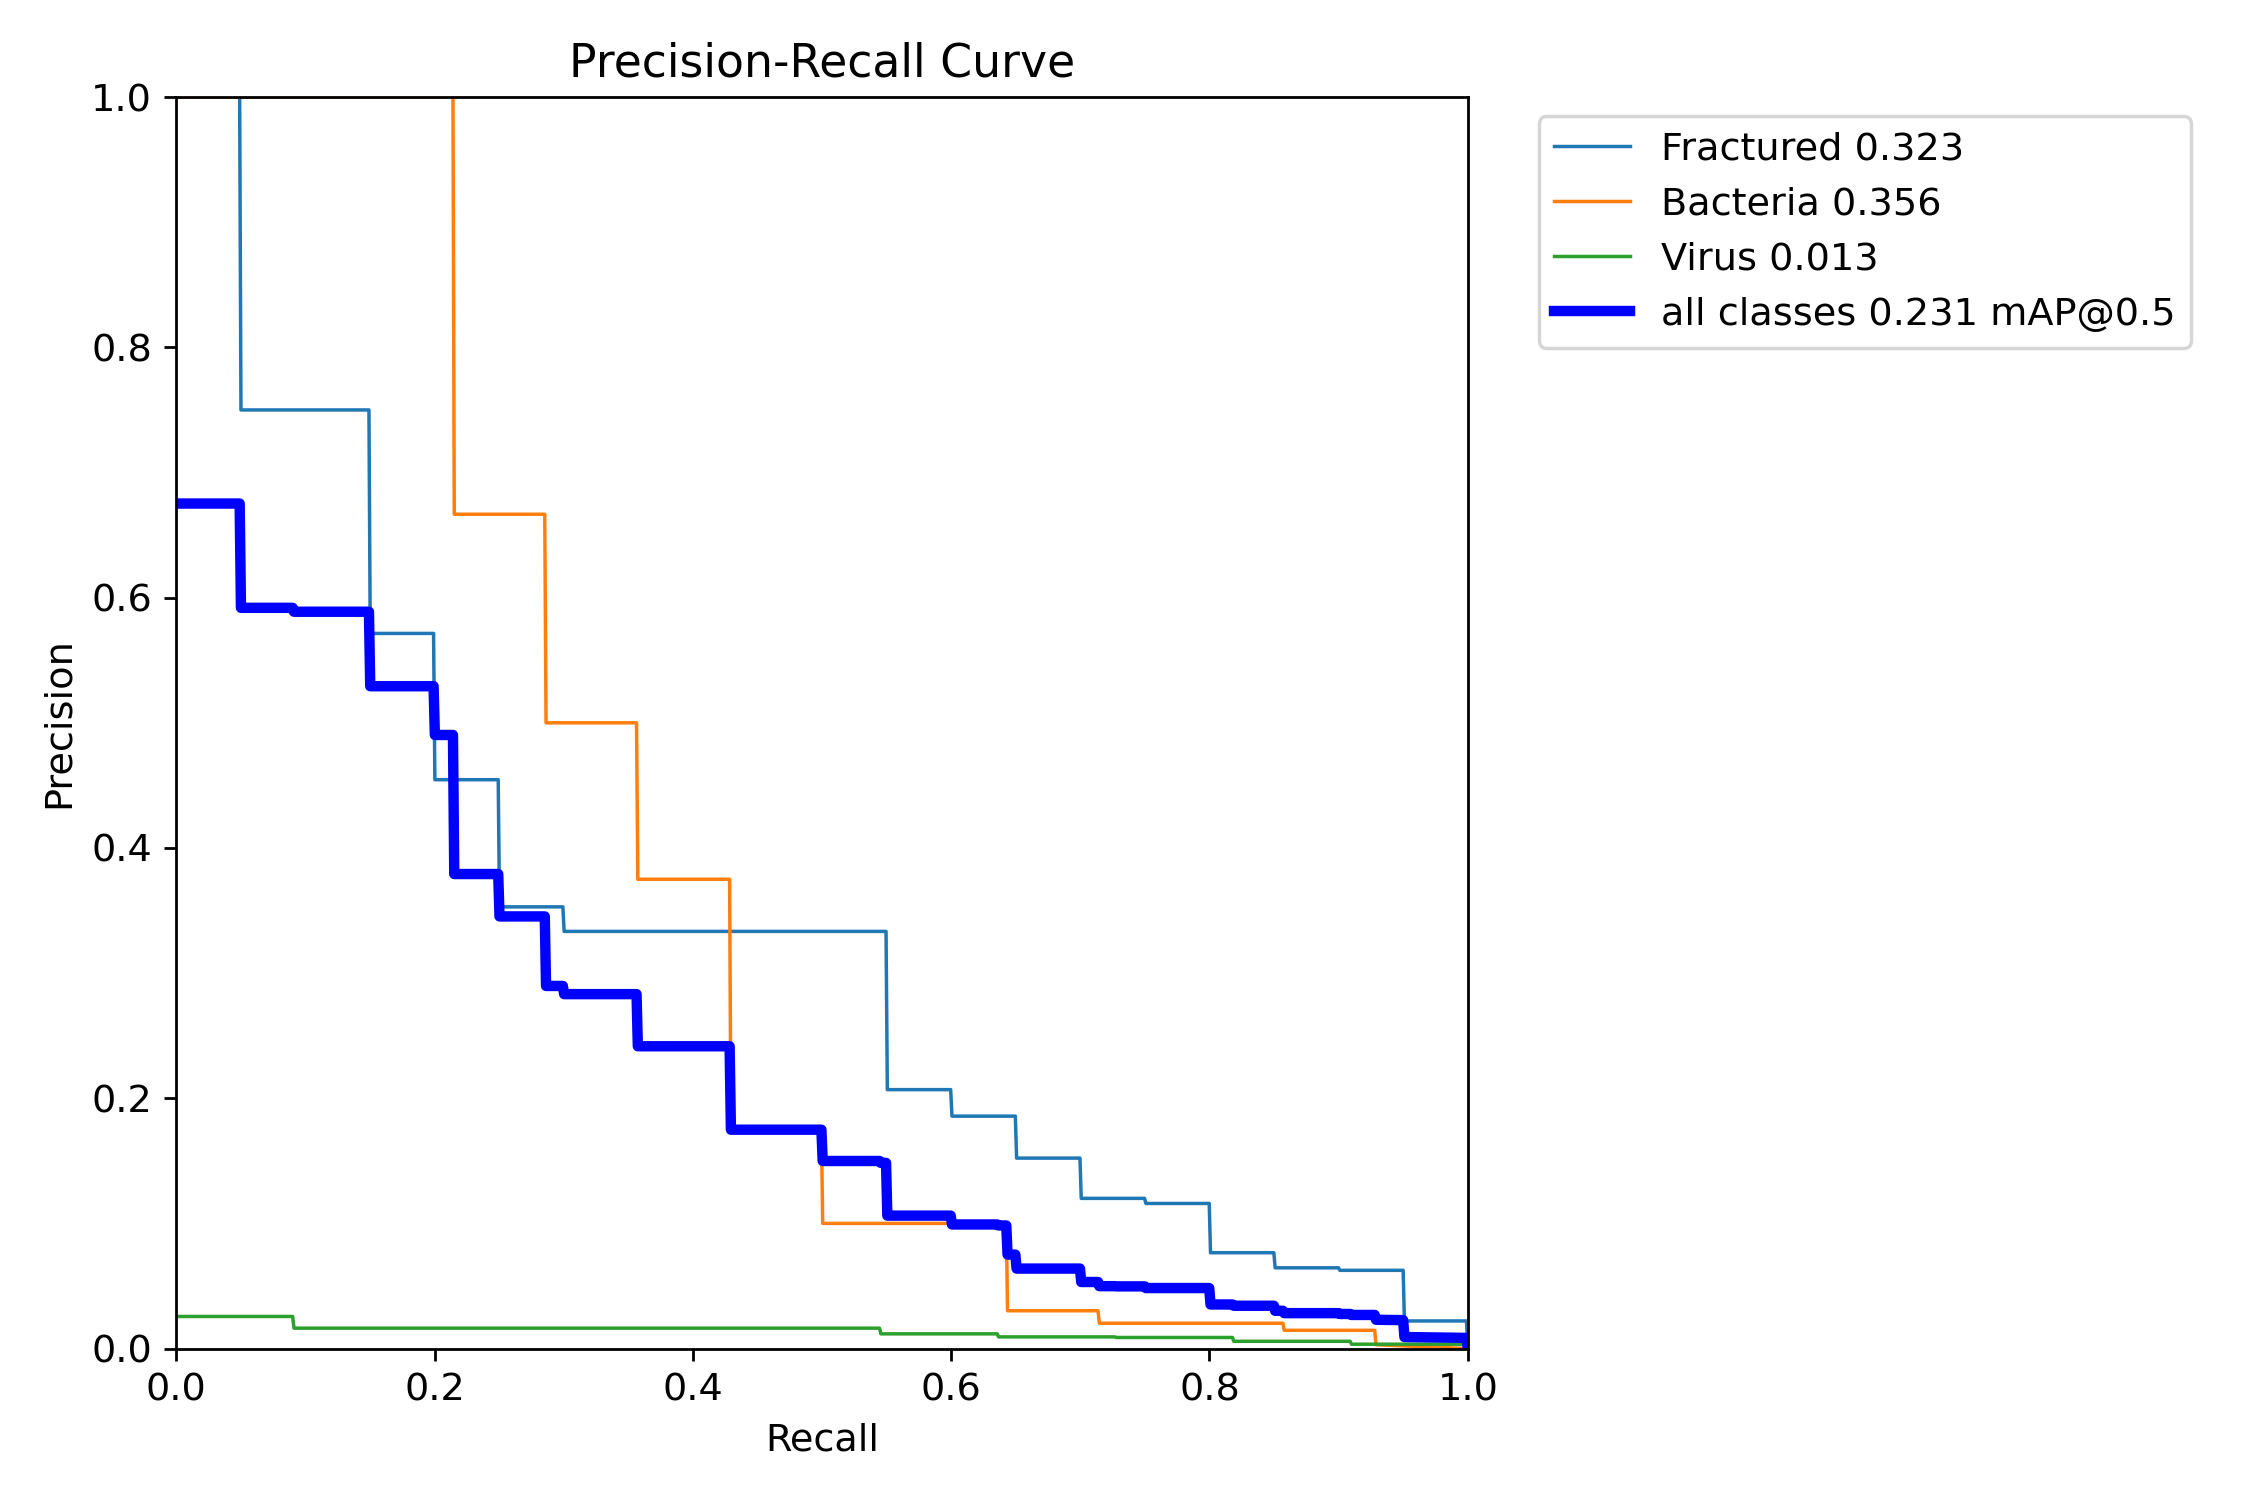 Precision-Recall Curve
1.0
0.8
0.6
0.4
0.2
0.0
Precision
0.0 0.2 0.4 0.6 0.8 1.0
Recall
Fractured 0.323
Bacteria 0.356
Virus 0.013
all classes 0.231 mAP@0.5